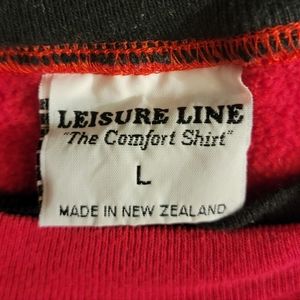 LEISURE LINE
"The Comfort Shirt"
L
MADE IN NEW ZEALAND